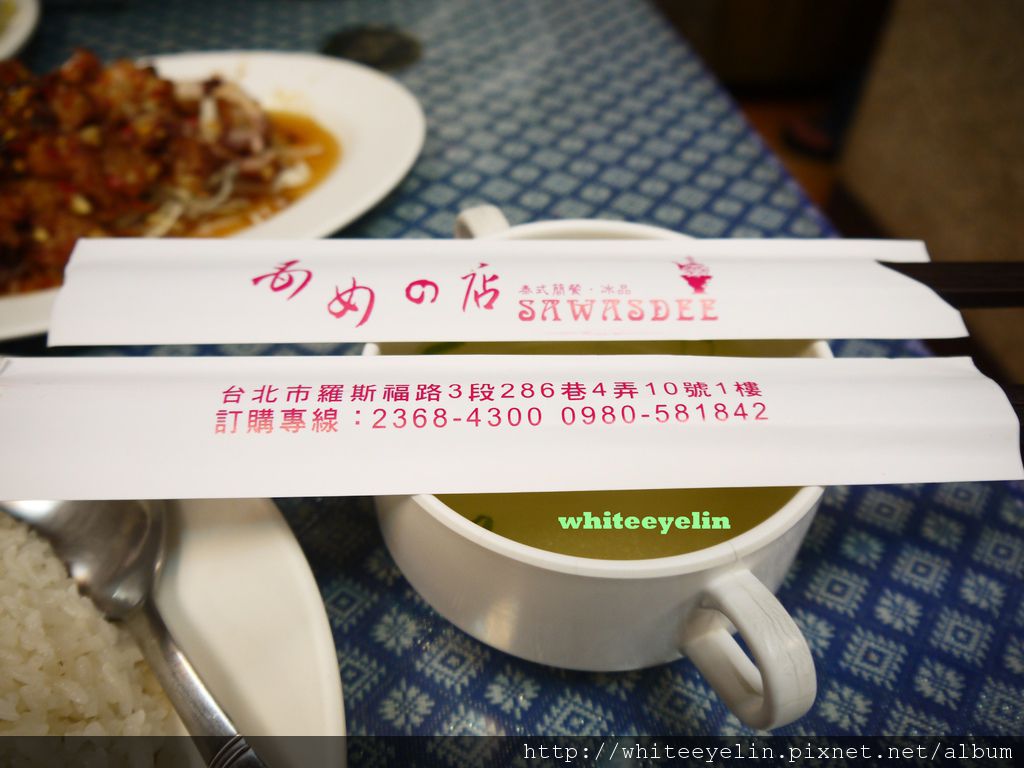 あめの店
泰式簡餐・冰品
SAWASDEE
台北市羅斯福路3段286巷4弄10號1樓
訂購專線：2368-4300 0980-581842
whiteeyelin
http://whiteeyelin.pixnet.net/album